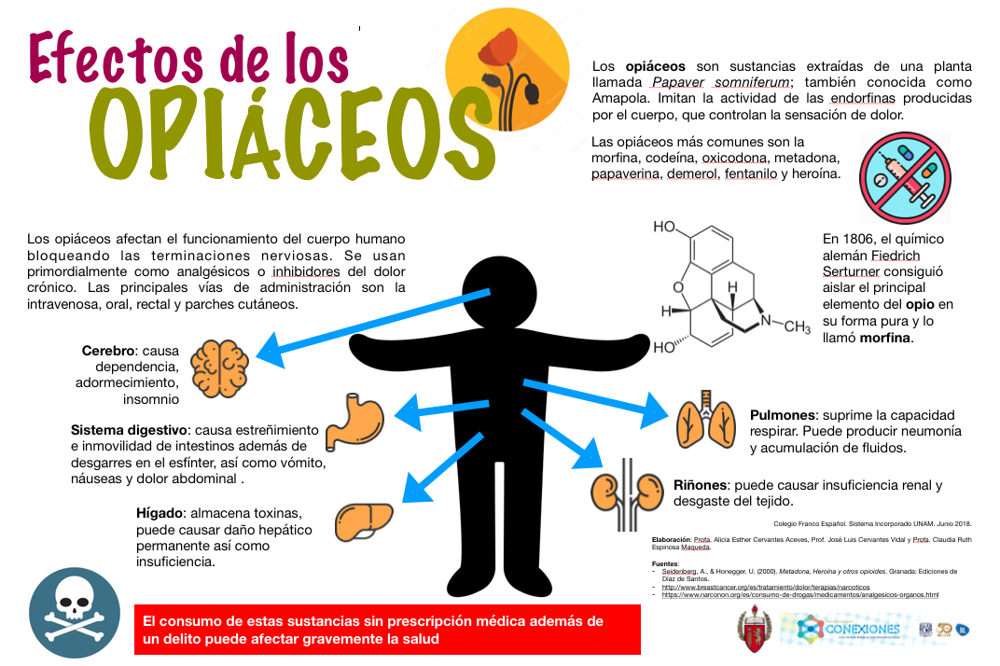 Efectos de los
OPIÁCEOS
Los opiáceos son sustancias extraídas de una planta
llamada Papaver somniferum; también conocida como
Amapola. Imitan la actividad de las endorfinas producidas
por el cuerpo, que controlan la sensación de dolor.
Las opiáceos más comunes son la
morfina, codeína, oxicodona, metadona,
papaverina, demerol, fentanilo y heroína.
Los opiáceos afectan el funcionamiento del cuerpo humano
bloqueando las terminaciones nerviosas. Se usan
primordialmente como analgésicos o inhibidores del dolor
crónico. Las principales vías de administración son la
intravenosa, oral, rectal y parches cutáneos.
HO
O
H
H
N
CH3
HO
En 1806, el químico
alemán Fiedrich
Serturner consiguió
aislar el principal
elemento del opio en
su forma pura y lo
llamó morfina.
Cerebro: causa
dependencia,
adormecimiento,
insomnio
Sistema digestivo: causa estreñimiento
e inmovilidad de intestinos además de
desgarres en el esfínter, así como vómito,
náuseas y dolor abdominal .
Hígado: almacena toxinas,
puede causar daño hepático
permanente así como
insuficiencia.
Pulmones: suprime la capacidad
respirar. Puede producir neumonía
y acumulación de fluidos.
Riñones: puede causar insuficiencia renal y
desgaste del tejido.
Colegio Franco Español. Sistema Incorporado UNAM. Junio 2018.
Elaboración: Profa. Alicia Esther Cervantes Aceves, Prof. José Luis Cervantes Vidal y Profa. Claudia Ruth
Espinosa Maqueda.
Fuentes:
- Seidenberg, A., & Honegger, U. (2000). Metadona, Heroína y otros opioides. Granada: Ediciones de
Díaz de Santos.
- http://www.breastcancer.org/es/tratamiento/dolor/terapias/narcoticos
- https://www.narconon.org/es/consumo-de-drogas/medicamentos/analgesicos-organos.html
El consumo de estas sustancias sin prescripción médica además de
un delito puede afectar gravemente la salud
CONEXIONES